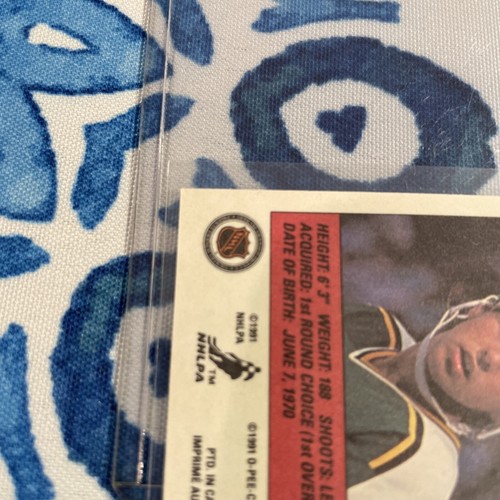 HEIGHT: 6' 3" WEIGHT: 188 SHOOTS: LE
ACQUIRED: 1st ROUND CHOICE (1st OVER
DATE OF BIRTH: JUNE 7, 1970
©1991
NHLPA
™
NHLPA
©1991 O-PEE-C
PTD. IN CA
IMPRIMÉ AU